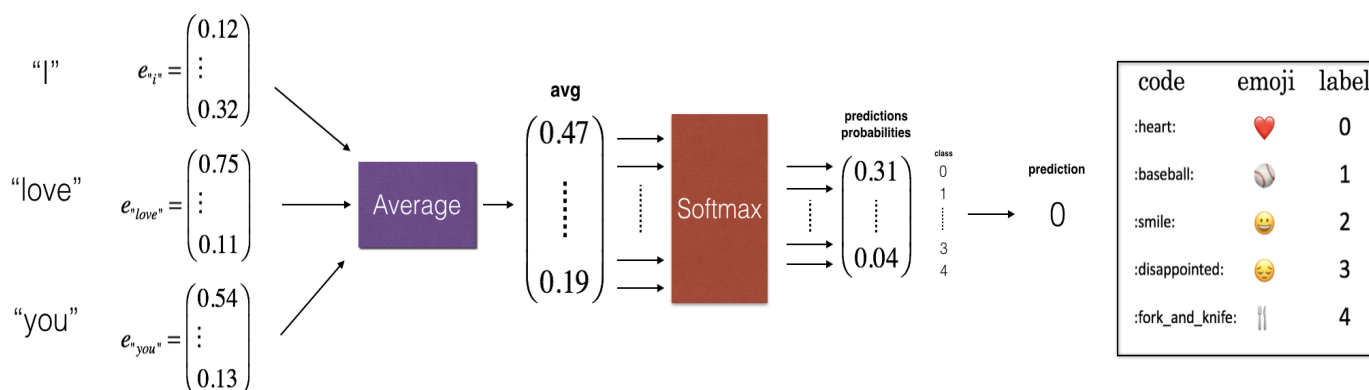 “I”
e"i" =
0.12
⋮
0.32
“love”
e"love" =
0.75
⋮
0.11
“you”
e"you" =
0.54
⋮
0.13
Average
avg
0.47
0.19
Softmax
predictions
probabilities
0.31
0.04
class
0
1
3
4
prediction
0
code emoji label
:heart: ❤️ 0
:baseball: ⚾ 1
:smile: 😀 2
:disappointed: 😔 3
:fork_and_knife: 🍴 4